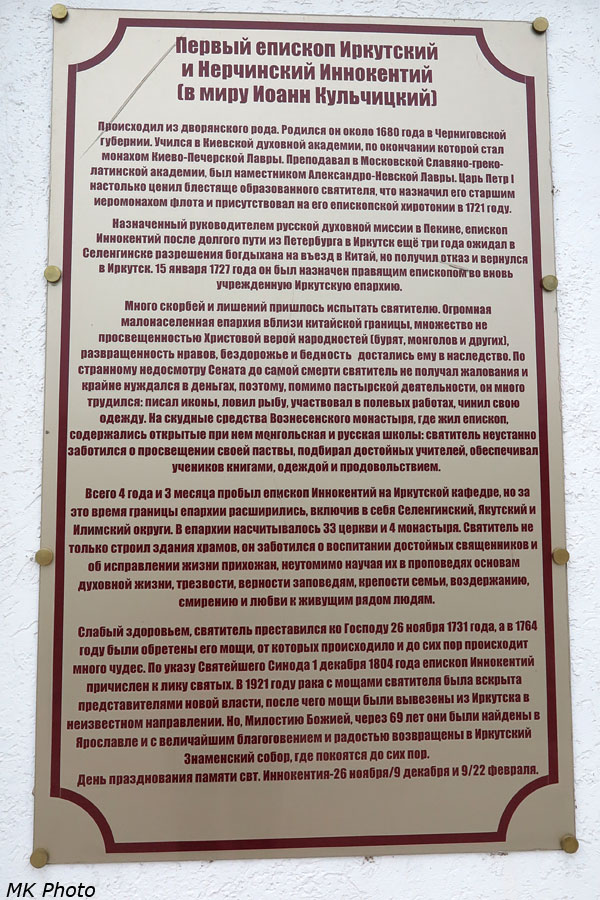 Первый епископ Иркутский
и Нерчинский Иннокентий
(в миру Иоанн Кульчицкий)
Происходил из дворянского рода. Родился он около 1680 года в Черниговской
губернии. Учился в Киевской духовной академии, по окончании которой стал
монахом Киево-Печерской Лавры. Преподавал в Московской Славяно-греко-
латинской академии, был наместником Александро-Невской Лавры. Царь Петр I
настолько ценил блестяще образованного святителя, что назначил его старшим
иеромонахом флота и присутствовал на его епископской хиротонии в 1721 году.
Назначенный руководителем русской духовной миссии в Пекине, епископ
Иннокентий после долгого пути из Петербурга в Иркутск ещё три года ожидал в
Селенгинске разрешения богдыхана на въезд в Китай, но получил отказ и вернулся
в Иркутск. 15 января 1727 года он был назначен правящим епископом во вновь
учрежденную Иркутскую епархию.
Много скорбей и лишений пришлось испытать святителю. Огромная
малонаселенная епархия вблизи китайской границы, множество не
просвещенностью Христовой верой народностей (бурят, монголов и других),
развращенность нравов, бездорожье и бедность достались ему в наследство. По
странному недосмотру Сената до самой смерти святитель не получал жалования и
крайне нуждался в деньгах, поэтому, помимо пастырской деятельности, он много
трудился: писал иконы, ловил рыбу, участвовал в полевых работах, чинил свою
одежду. На скудные средства Вознесенского монастыря, где жил епископ,
содержались открытые при нем монгольская и русская школы: святитель неустанно
заботился о просвещении своей паствы, подбирал достойных учителей, обеспечивал
учеников книгами, одеждой и продовольствием.
Всего 4 года и 3 месяца пробыл епископ Иннокентий на Иркутской кафедре, но за
это время границы епархии расширились, включив в себя Селенгинский, Якутский и
Илимский округи. В епархии насчитывалось 33 церкви и 4 монастыря. Святитель не
только строил здания храмов, он заботился о воспитании достойных священников и
об исправлении жизни прихожан, неутомимо научая их в проповедях основам
духовной жизни, трезвости, верности заповедям, крепости семьи, воздержанию,
смирению и любви к живущим рядом людям.
Слабый здоровьем, святитель преставился ко Господу 26 ноября 1731 года, а в 1764
году были обретены его мощи, от которых происходило и до сих пор происходит
много чудес. По указу Святейшего Синода 1 декабря 1804 года епископ Иннокентий
причислен к лику святых. В 1921 году рака с мощами святителя была вскрыта
представителями новой власти, после чего мощи были вывезены из Иркутска в
неизвестном направлении. Но, Милостию Божией, через 69 лет они были найдены в
Ярославле и с величайшим благоговением и радостью возвращены в Иркутский
Знаменский собор, где покоятся до сих пор.
День празднования памяти свт. Иннокентия-26 ноября/9 декабря и 9/22 февраля.
MK Photo